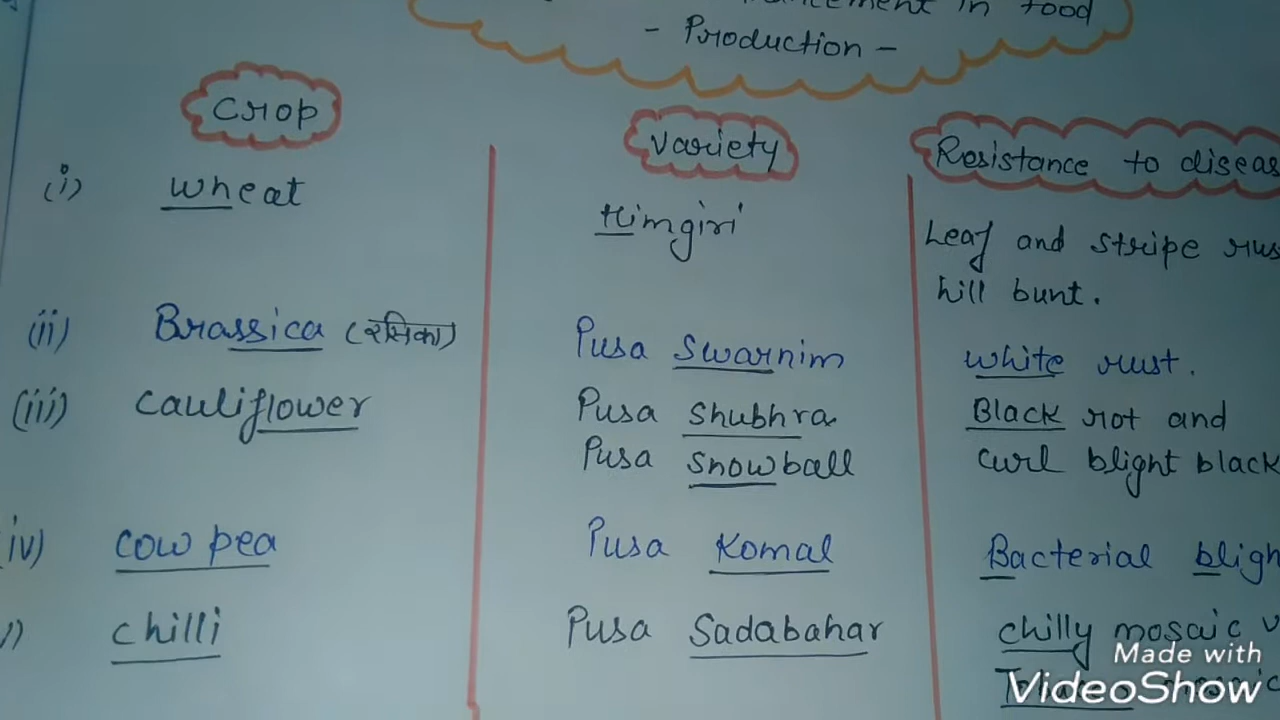 in food
- Production -
Crop
Variety
Resistance to diseas
(i) wheat
Himgiri
Leaf and stripe rus
hill bunt.
(ii) Brassica (रसिका)
Pusa Swarnim
white rust.
(iii) Cauliflower
Pusa Shubhra
Black rot and
Pusa Snowball
Curl blight black
iv) cow pea
Pusa Komal
Bacterial bligh
) chilli
Pusa Sadabahar
chilly mosaic v
Made with
VideoShow